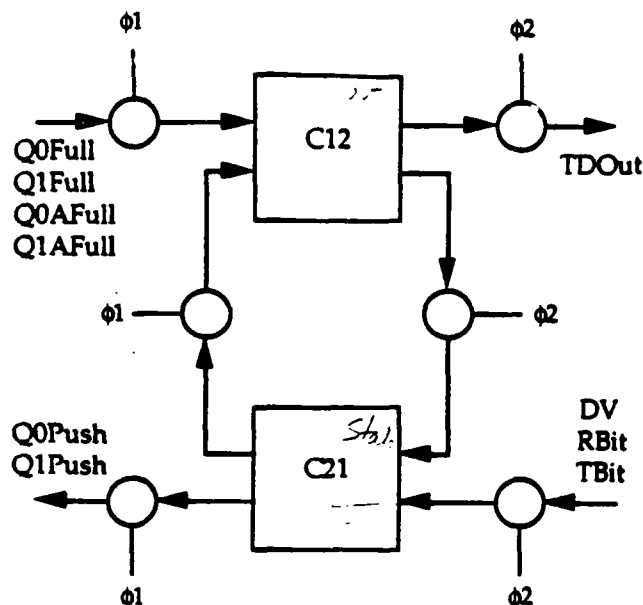 ϕ1
ϕ2
C12
Q0Full
Q1Full
Q0AFull
Q1AFull
TDOut
ϕ1
ϕ2
Q0Push
Q1Push
C21
DV
RBit
TBit
ϕ1
ϕ2